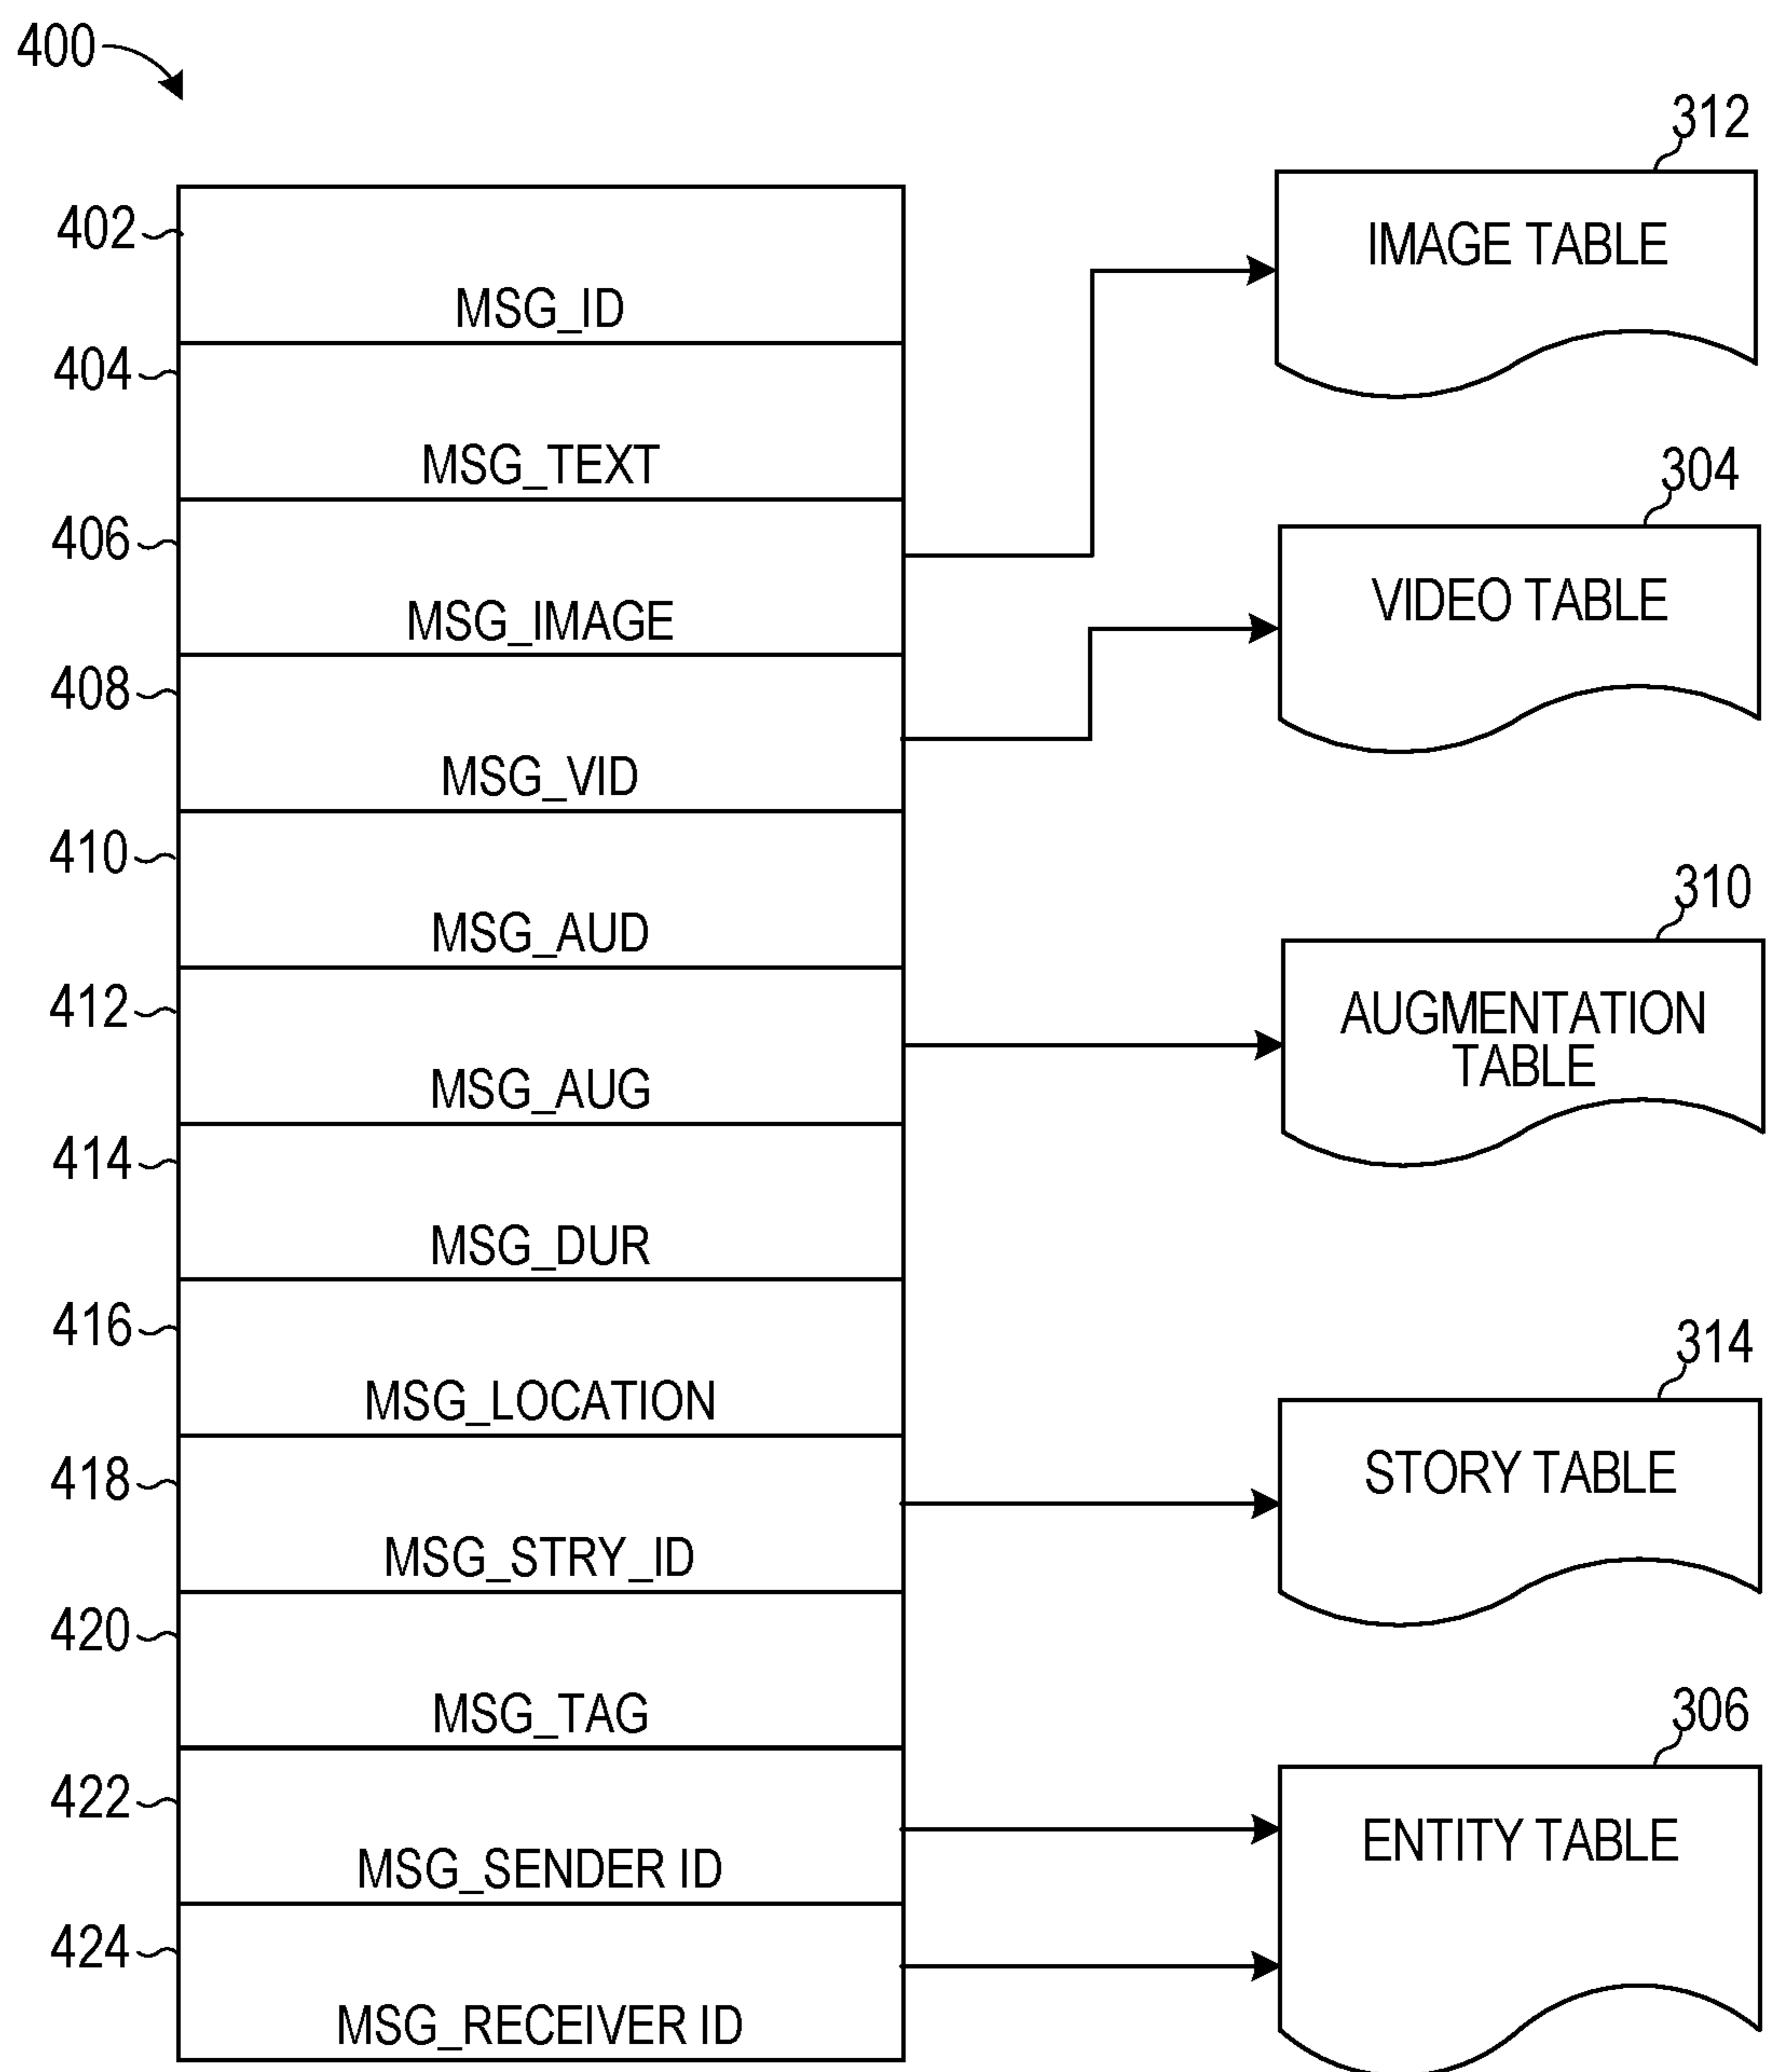 400
402
MSG_ID
404
MSG_TEXT
406
MSG_IMAGE
408
MSG_VID
410
MSG_AUD
412
MSG_AUG
414
MSG_DUR
416
MSG_LOCATION
418
MSG_STRY_ID
420
MSG_TAG
422
MSG_SENDER ID
424
MSG_RECEIVER ID
312
IMAGE TABLE
304
VIDEO TABLE
310
AUGMENTATION
TABLE
314
STORY TABLE
306
ENTITY TABLE